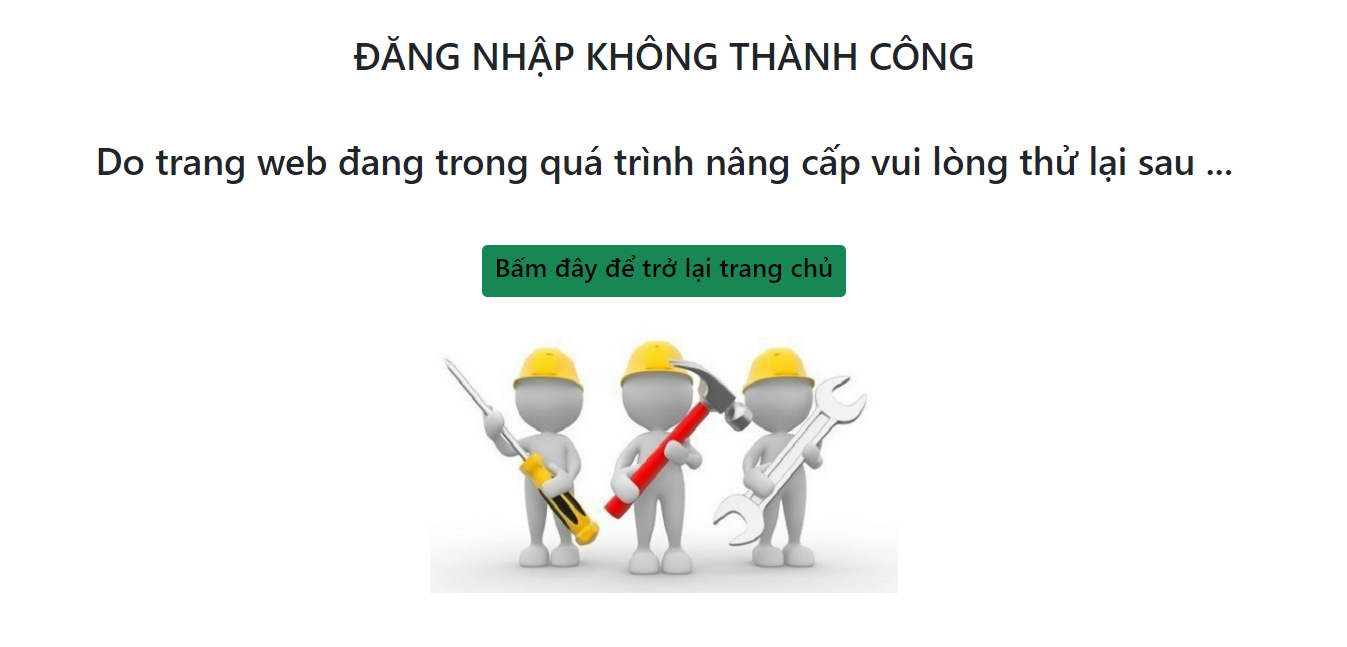 ĐĂNG NHẬP KHÔNG THÀNH CÔNG
Do trang web đang trong quá trình nâng cấp vui lòng thử lại sau ...
Bấm đây để trở lại trang chủ